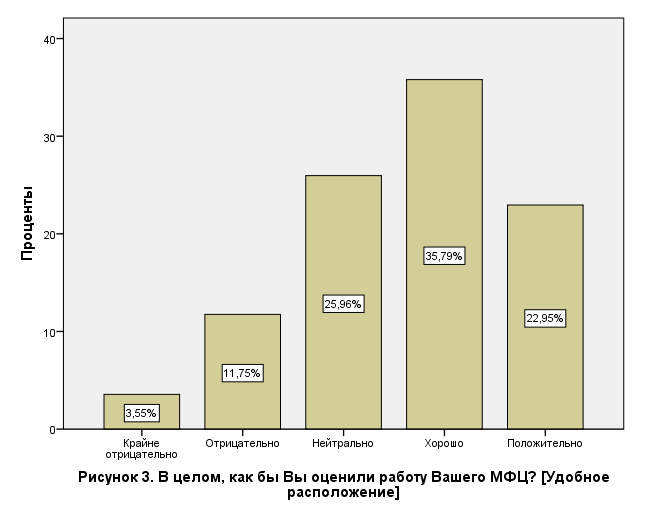 Проценты
40
30
20
10
0
3,55%
11,75%
25,96%
35,79%
22,95%
Крайне
отрицательно
Отрицательно
Нейтрально
Хорошо
Положительно
Рисунок 3. В целом, как бы Вы оценили работу Вашего МФЦ? [Удобное
расположение]